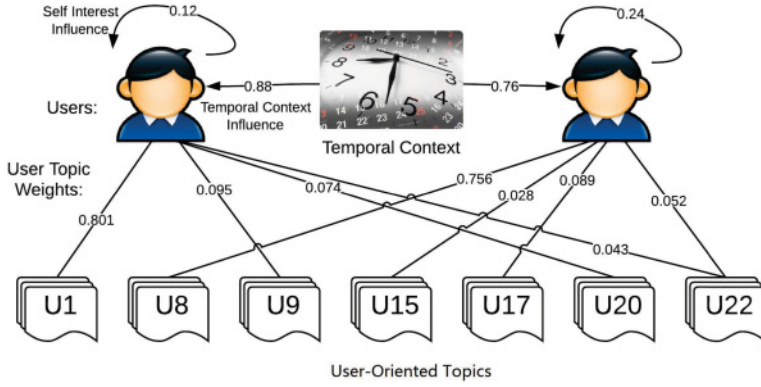 Self Interest
Influence
0.12
0.24
0.88
0.76
Temporal Context
Influence
Users:
Temporal Context
User Topic
Weights:
0.801
0.095
0.074
0.756
0.028
0.089
0.052
0.043
U1
U8
U9
U15
U17
U20
U22
User-Oriented Topics